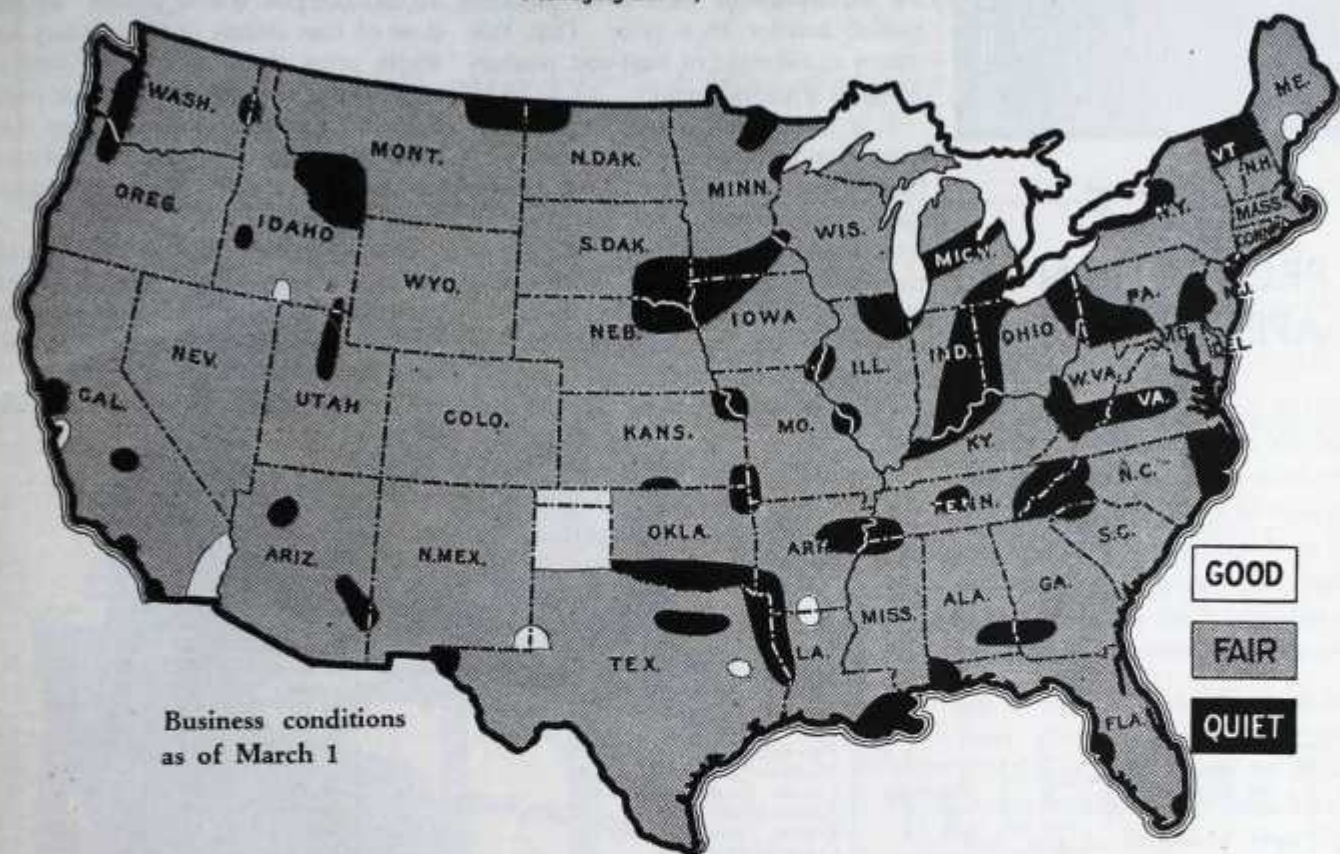 WASH.
MONT.
N.DAK.
MINN.
ME.
VT
N.H.
OREG.
IDAHO
S.DAK.
WIS.
N.Y.
MASS.
CONN.
WYO.
MICY.
NEB.
IOWA
PA.
N.J.
NEV.
ILL.
IND.
OHIO
MD.
DEL.
CAL.
UTAH
COLO.
KANS.
MO.
W.VA.
VA.
KY.
N.C.
ARIZ.
N.MEX.
OKLA.
TENN.
S.C.
MISS.
ALA.
GA.
TEX.
LA.
FLA.
GOOD
FAIR
QUIET
Business conditions
as of March 1